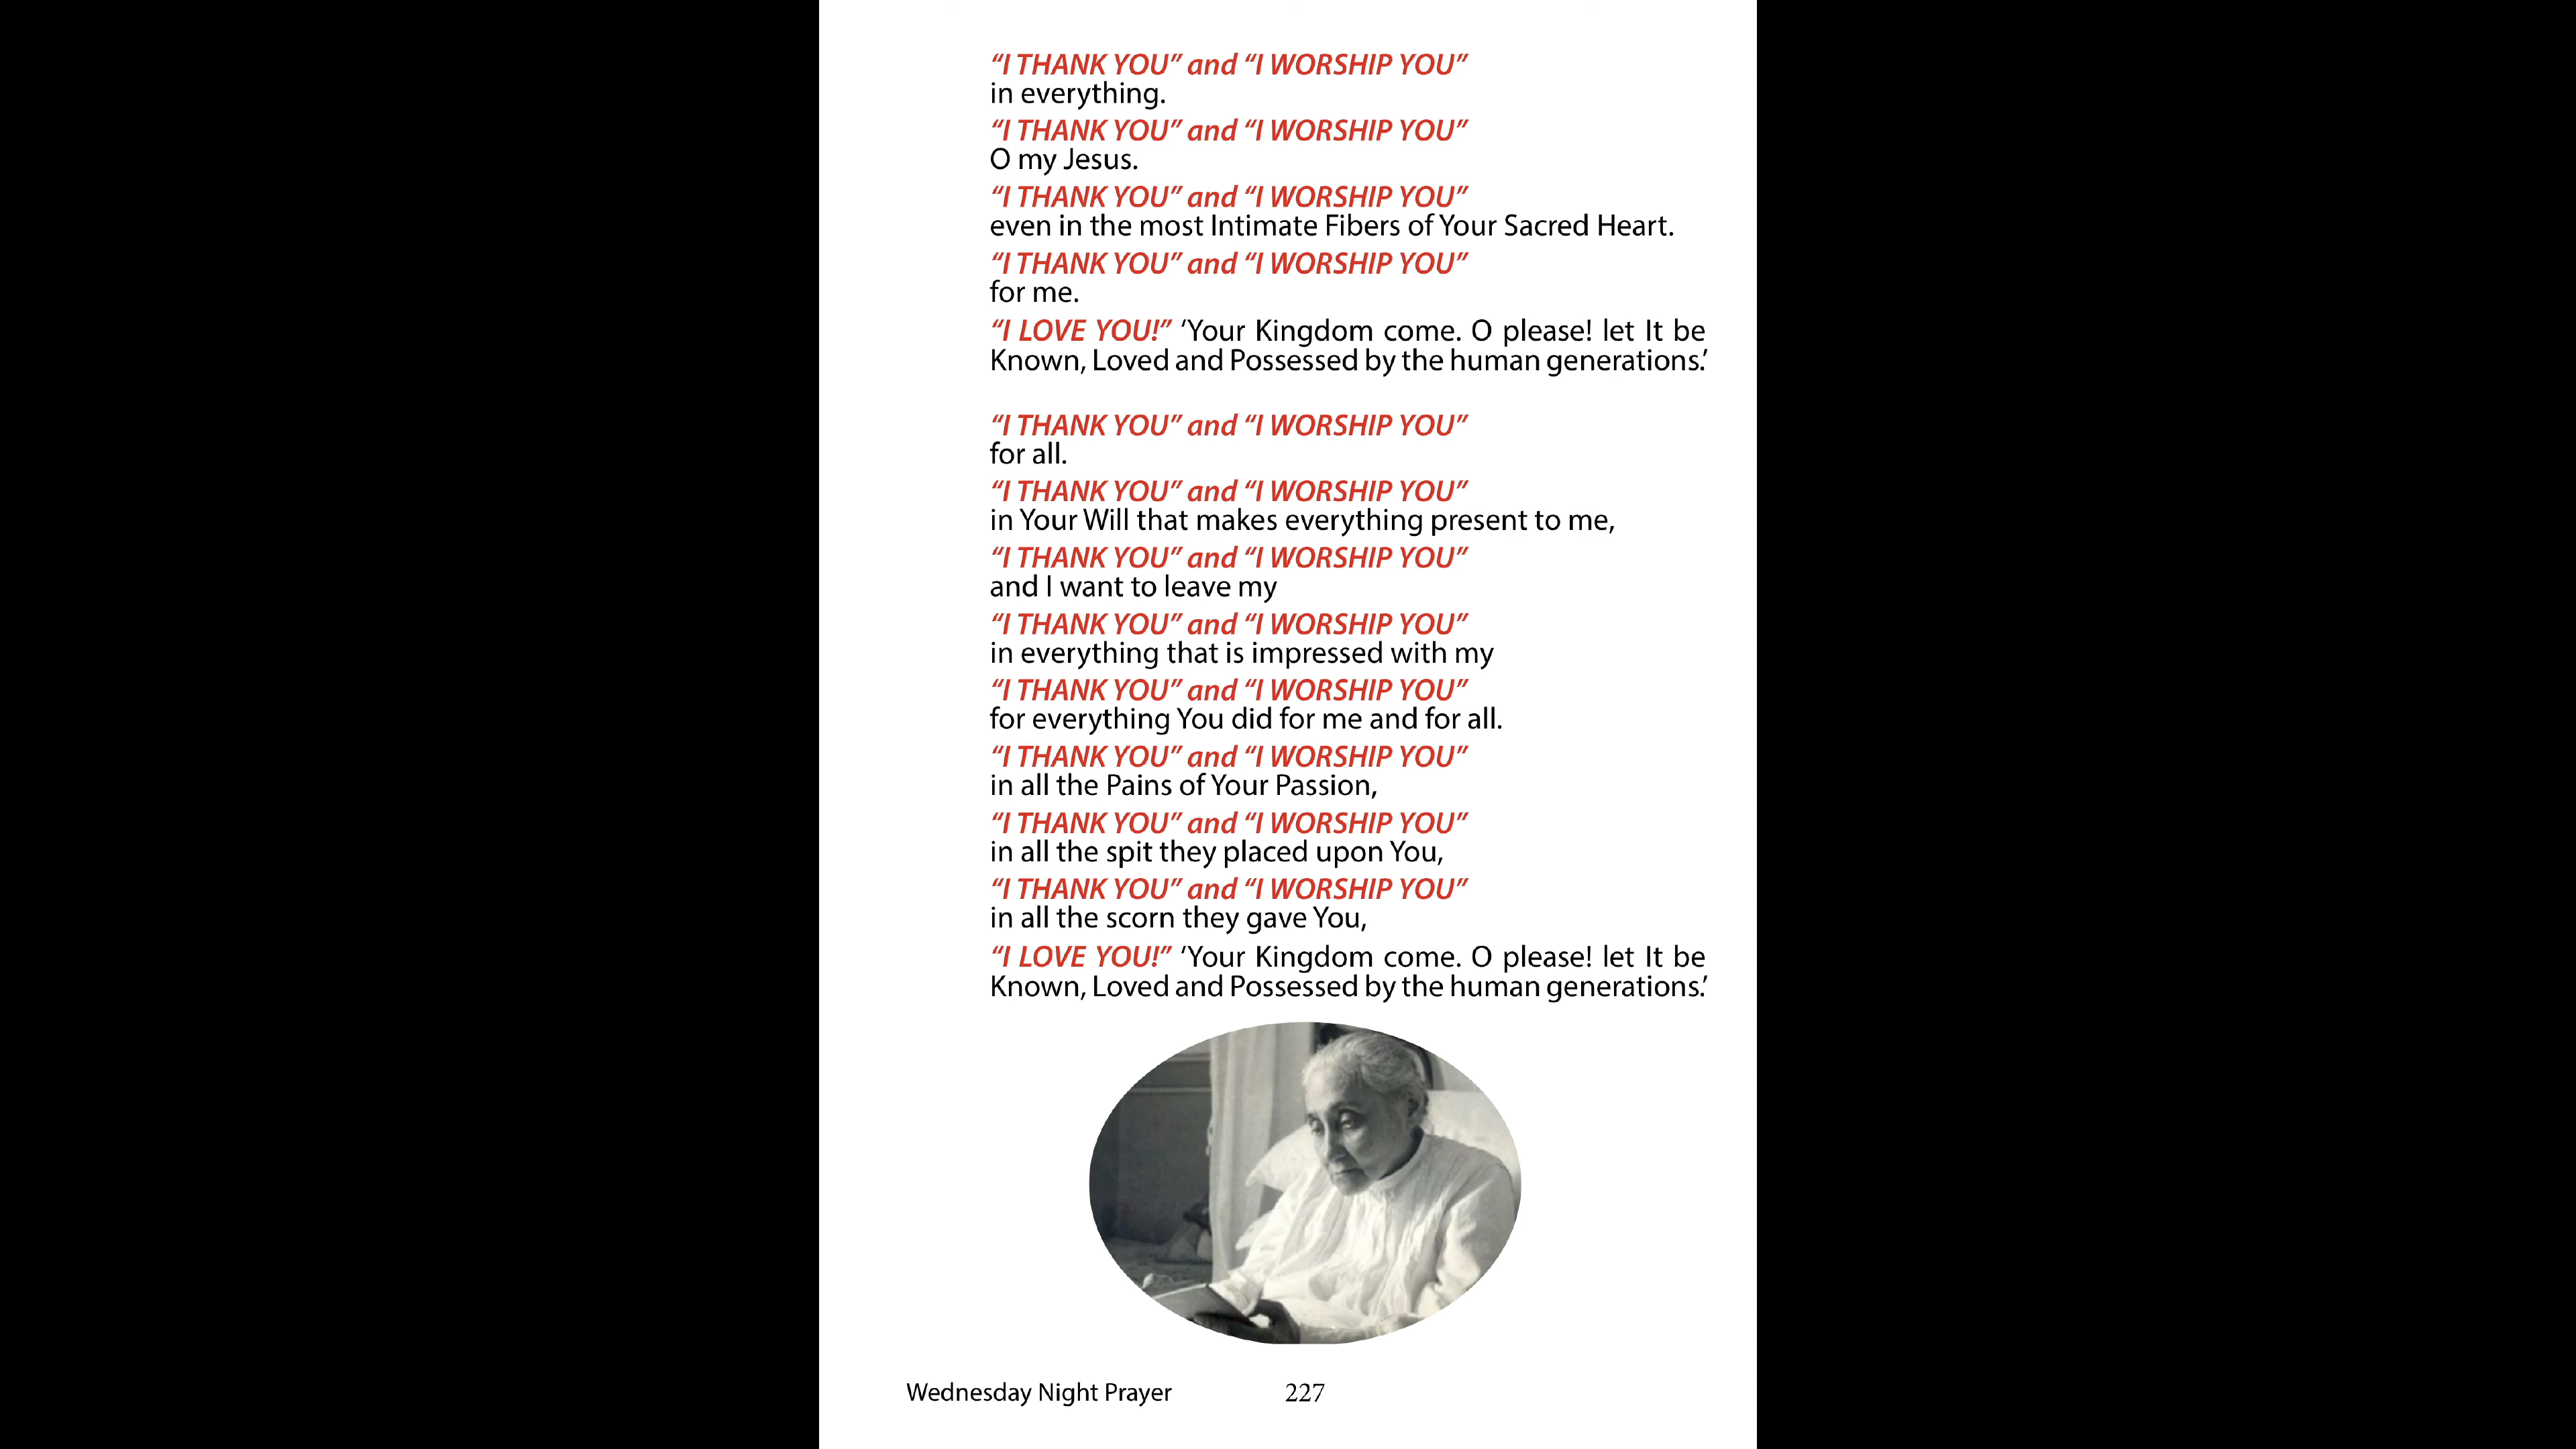 “I THANK YOU” and “I WORSHIP YOU”
in everything.
“I THANK YOU” and “I WORSHIP YOU”
O my Jesus.
“I THANK YOU” and “I WORSHIP YOU”
even in the most Intimate Fibers of Your Sacred Heart.
“I THANK YOU” and “I WORSHIP YOU”
for me.
“I LOVE YOU!” ‘Your Kingdom come. O please! let It be
Known, Loved and Possessed by the human generations.’
“I THANK YOU” and “I WORSHIP YOU”
for all.
“I THANK YOU” and “I WORSHIP YOU”
in Your Will that makes everything present to me,
“I THANK YOU” and “I WORSHIP YOU”
and I want to leave my
“I THANK YOU” and “I WORSHIP YOU”
in everything that is impressed with my
“I THANK YOU” and “I WORSHIP YOU”
for everything You did for me and for all.
“I THANK YOU” and “I WORSHIP YOU”
in all the Pains of Your Passion,
“I THANK YOU” and “I WORSHIP YOU”
in all the spit they placed upon You,
“I THANK YOU” and “I WORSHIP YOU”
in all the scorn they gave You,
“I LOVE YOU!” ‘Your Kingdom come. O please! let It be
Known, Loved and Possessed by the human generations.’
Wednesday Night Prayer 227